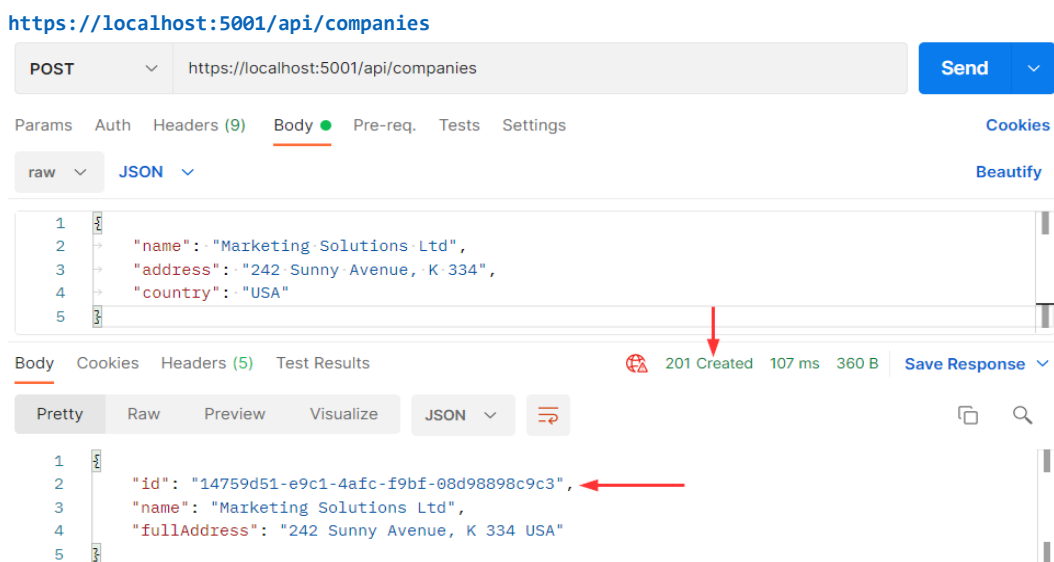 https://localhost:5001/api/companies
POST https://localhost:5001/api/companies Send
Params Auth Headers (9) Body Pre-req. Tests Settings Cookies
raw JSON Beautify
1 {
2 "name": "Marketing Solutions Ltd",
3 "address": "242 Sunny Avenue, K 334",
4 "country": "USA"
5 }
Body Cookies Headers (5) Test Results 201 Created 107 ms 360 B Save Response
Pretty Raw Preview Visualize JSON
1 {
2 "id": "14759d51-e9c1-4afc-f9bf-08d98898c9c3",
3 "name": "Marketing Solutions Ltd",
4 "fullAddress": "242 Sunny Avenue, K 334 USA"
5 }